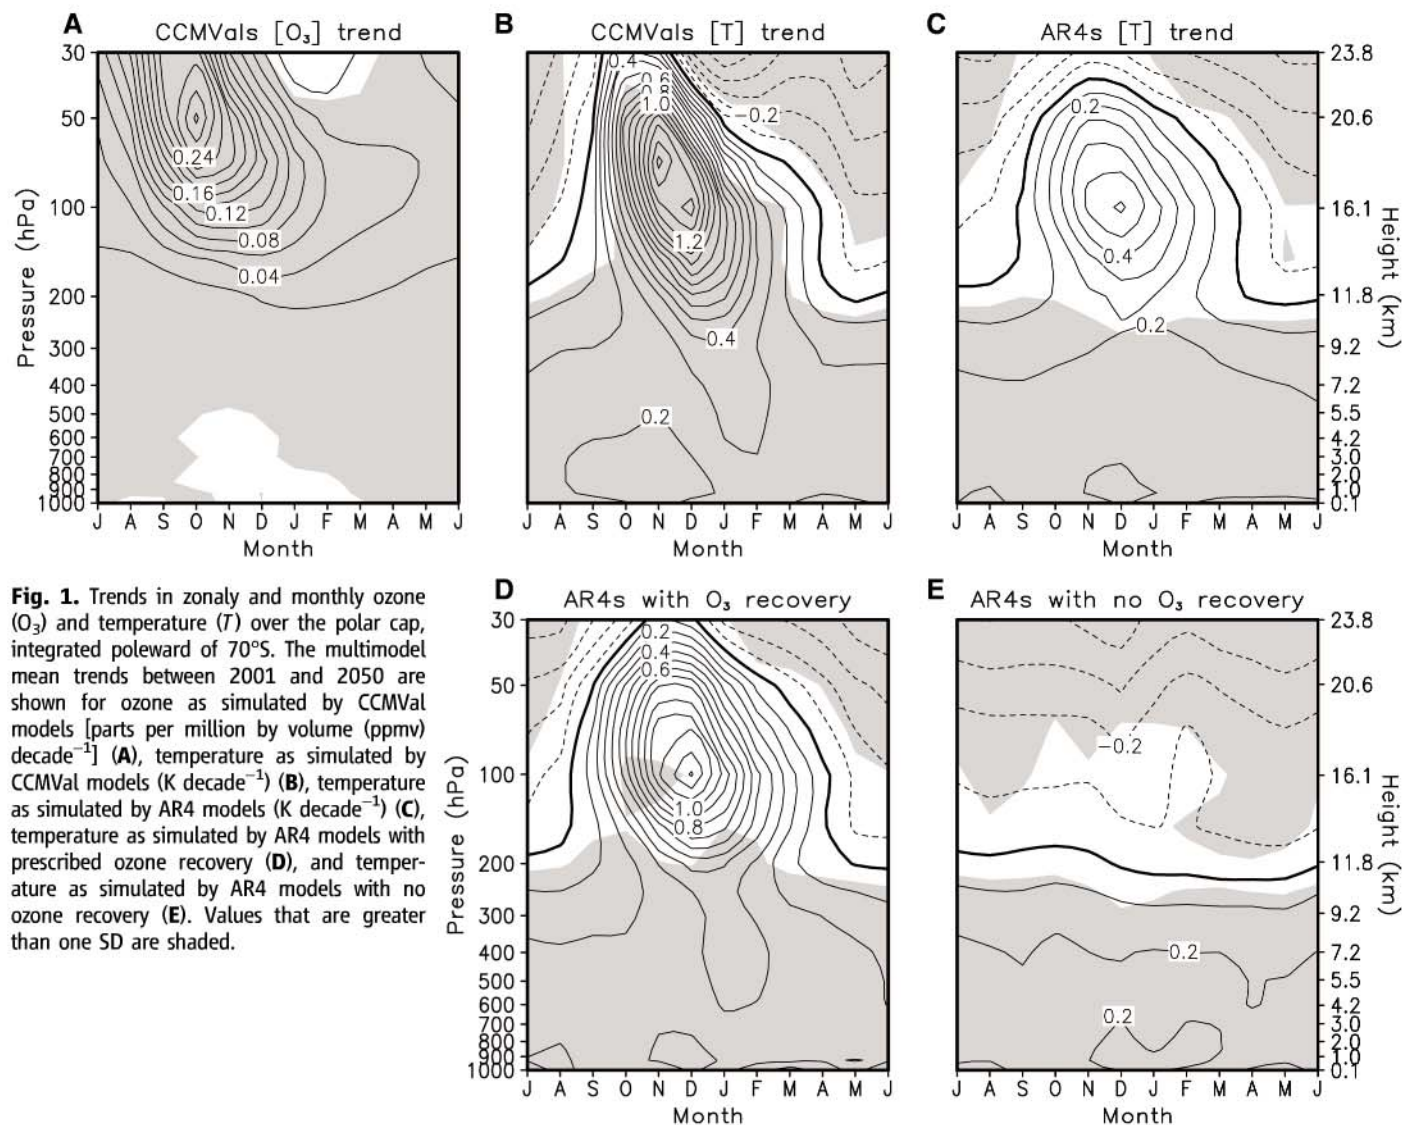 A
CCMVals [O₃] trend
30
50
100
200
300
400
500
600
700
800
900
1000
Pressure (hPa)
0.24
0.16
0.12
0.08
0.04
J A S O N D J F M A M J
Month
B
CCMVals [T] trend
0.4
0.6
0.8
1.0
−0.2
1.2
0.4
0.2
J A S O N D J F M A M J
Month
C
AR4s [T] trend
0.2
0.4
0.2
23.8
20.6
16.1
11.8
9.2
7.2
5.5
4.2
3.0
2.0
1.0
0.1
Height (km)
J A S O N D J F M A M J
Month
Fig. 1. Trends in zonaly and monthly ozone
(O₃) and temperature (T) over the polar cap,
integrated poleward of 70°S. The multimodel
mean trends between 2001 and 2050 are
shown for ozone as simulated by CCMVal
models [parts per million by volume (ppmv)
decade⁻¹] (A), temperature as simulated by
CCMVal models (K decade⁻¹) (B), temperature
as simulated by AR4 models (K decade⁻¹) (C),
temperature as simulated by AR4 models with
prescribed ozone recovery (D), and temper-
ature as simulated by AR4 models with no
ozone recovery (E). Values that are greater
than one SD are shaded.
D
AR4s with O₃ recovery
30
50
100
200
300
400
500
600
700
800
900
1000
Pressure (hPa)
0.2
0.4
0.6
1.0
0.8
J A S O N D J F M A M J
Month
E
AR4s with no O₃ recovery
−0.2
0.2
0.2
23.8
20.6
16.1
11.8
9.2
7.2
5.5
4.2
3.0
2.0
1.0
0.1
Height (km)
J A S O N D J F M A M J
Month